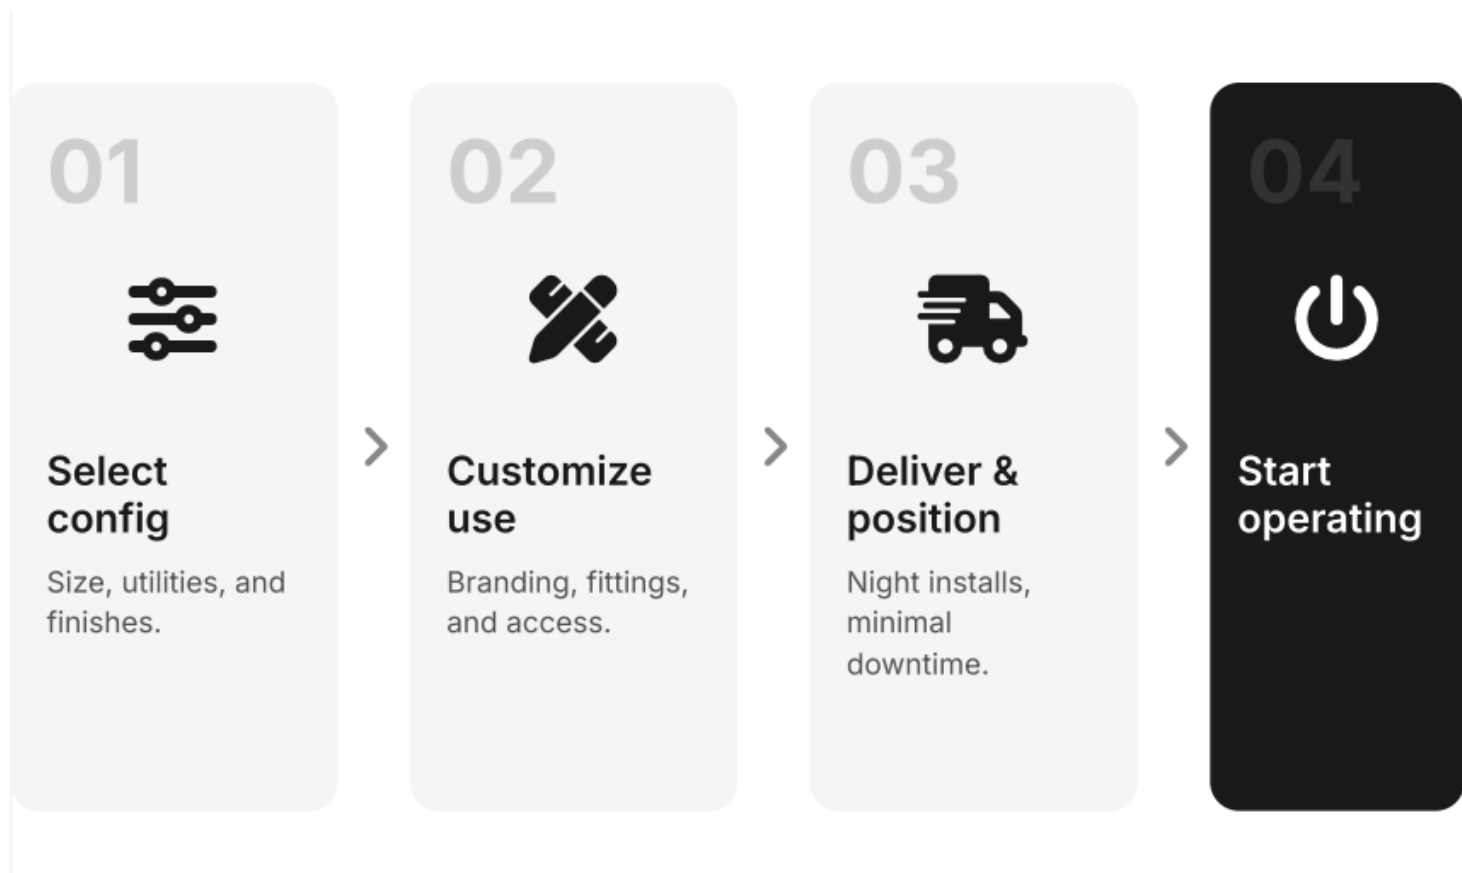 01
Select
config
Size, utilities, and
finishes.
02
Customize
use
Branding, fittings,
and access.
03
Deliver &
position
Night installs,
minimal
downtime.
04
Start
operating